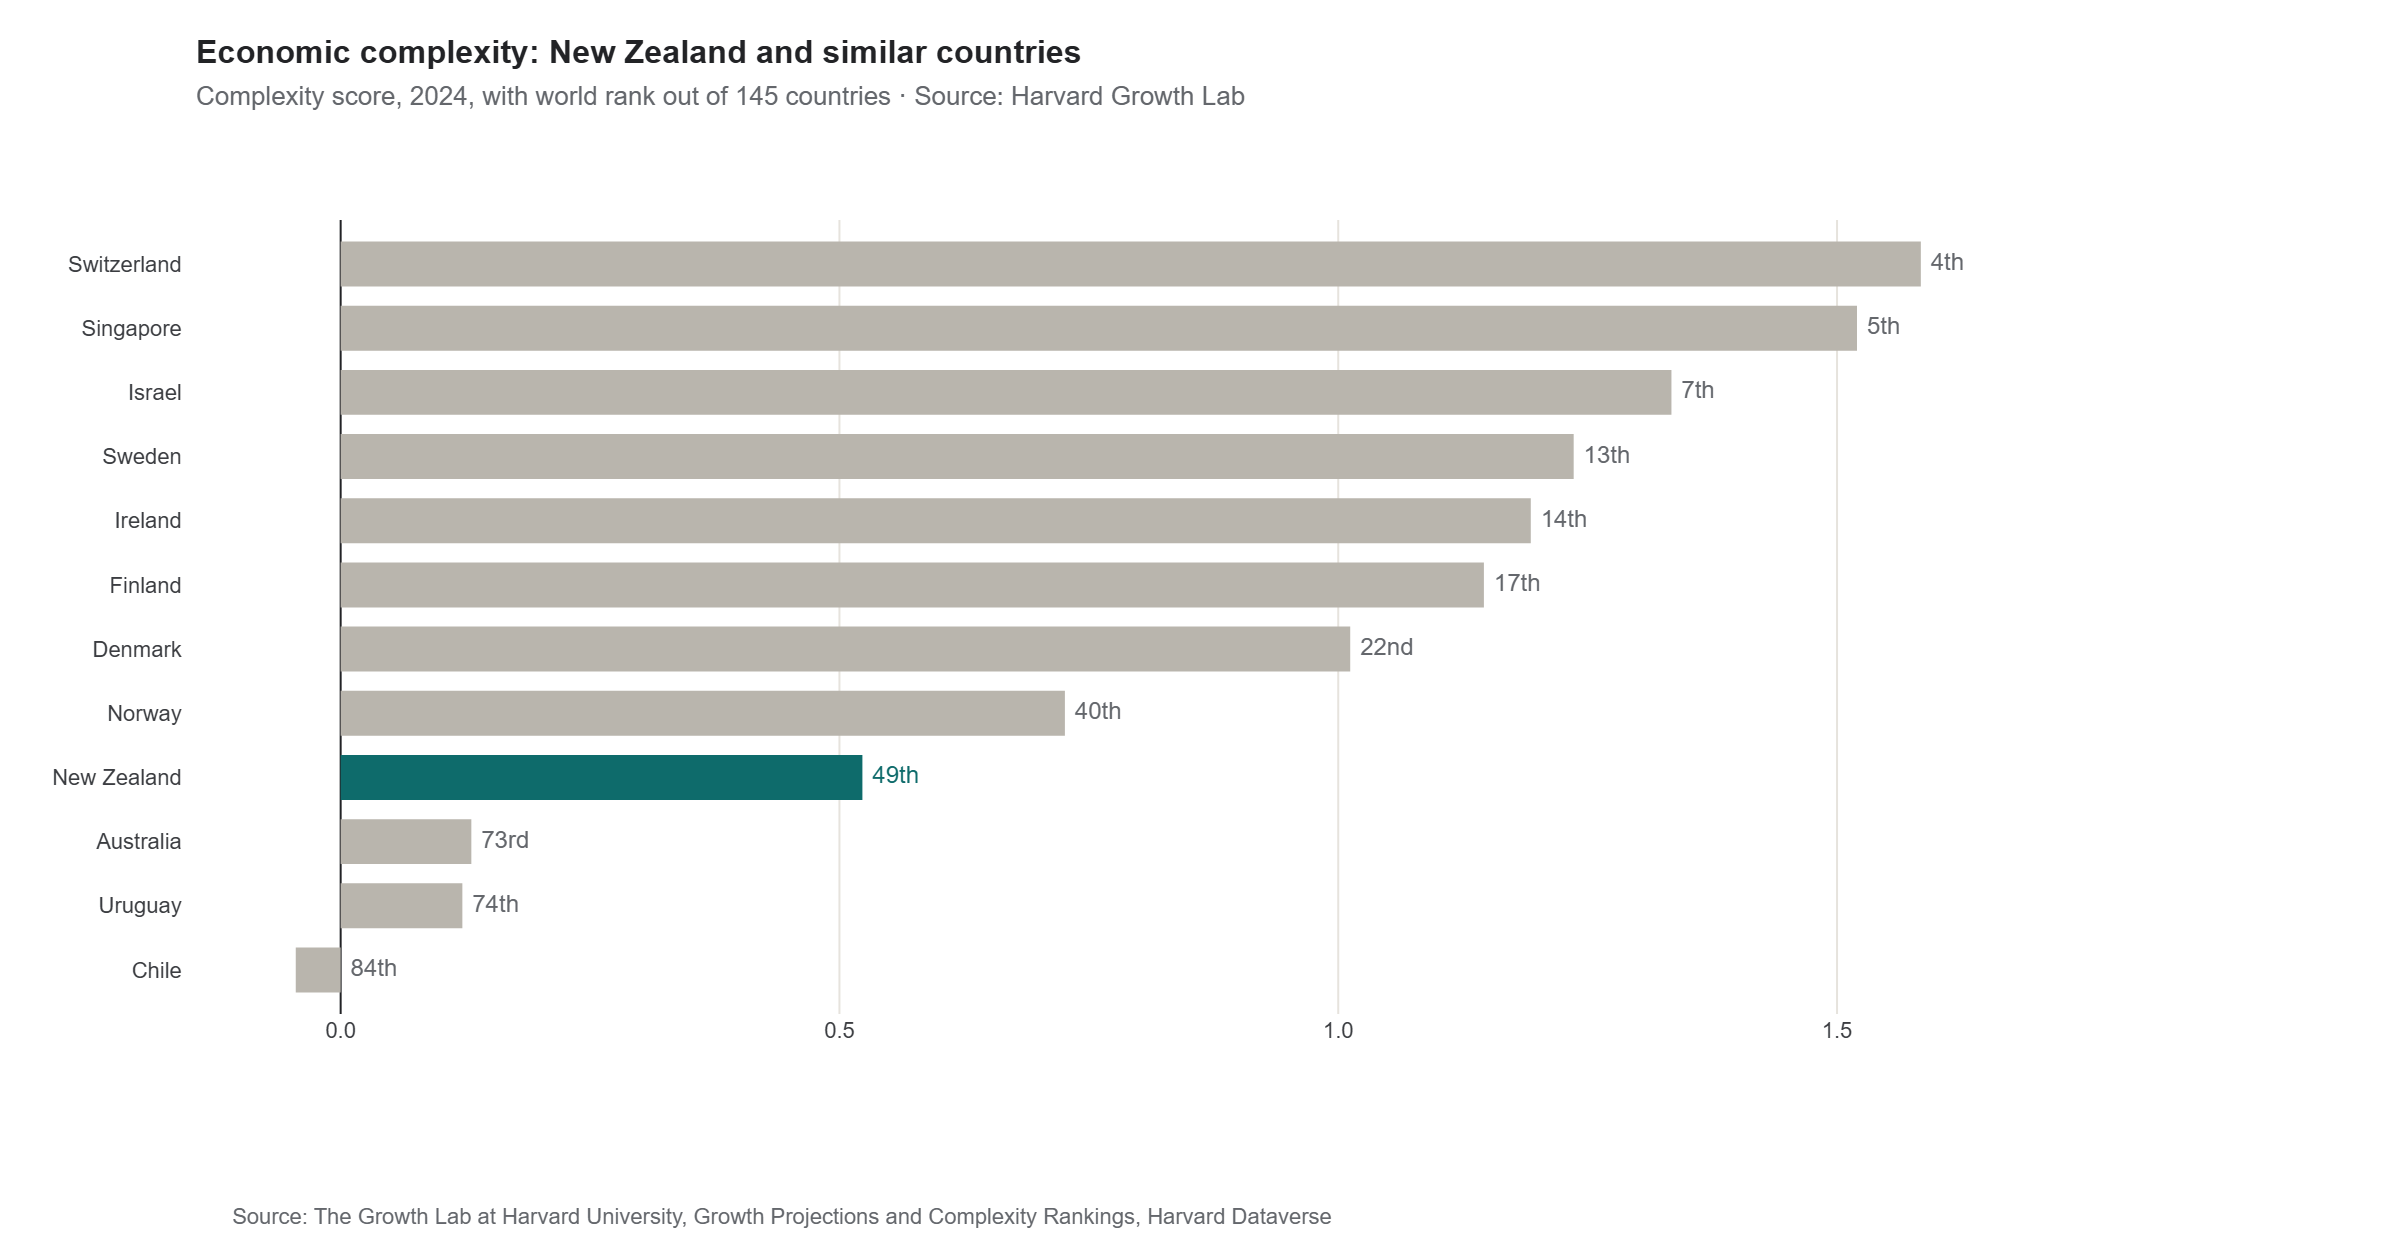 Economic complexity: New Zealand and similar countries
Complexity score, 2024, with world rank out of 145 countries · Source: Harvard Growth Lab
Switzerland 4th
Singapore 5th
Israel 7th
Sweden 13th
Ireland 14th
Finland 17th
Denmark 22nd
Norway 40th
New Zealand 49th
Australia 73rd
Uruguay 74th
Chile 84th
0.0 0.5 1.0 1.5
Source: The Growth Lab at Harvard University, Growth Projections and Complexity Rankings, Harvard Dataverse